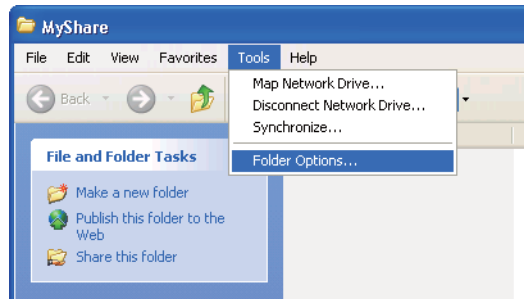 MyShare
File Edit View Favorites Tools Help
Back
Map Network Drive...
Disconnect Network Drive...
Synchronize...
Folder Options...
File and Folder Tasks
Make a new folder
Publish this folder to the
Web
Share this folder